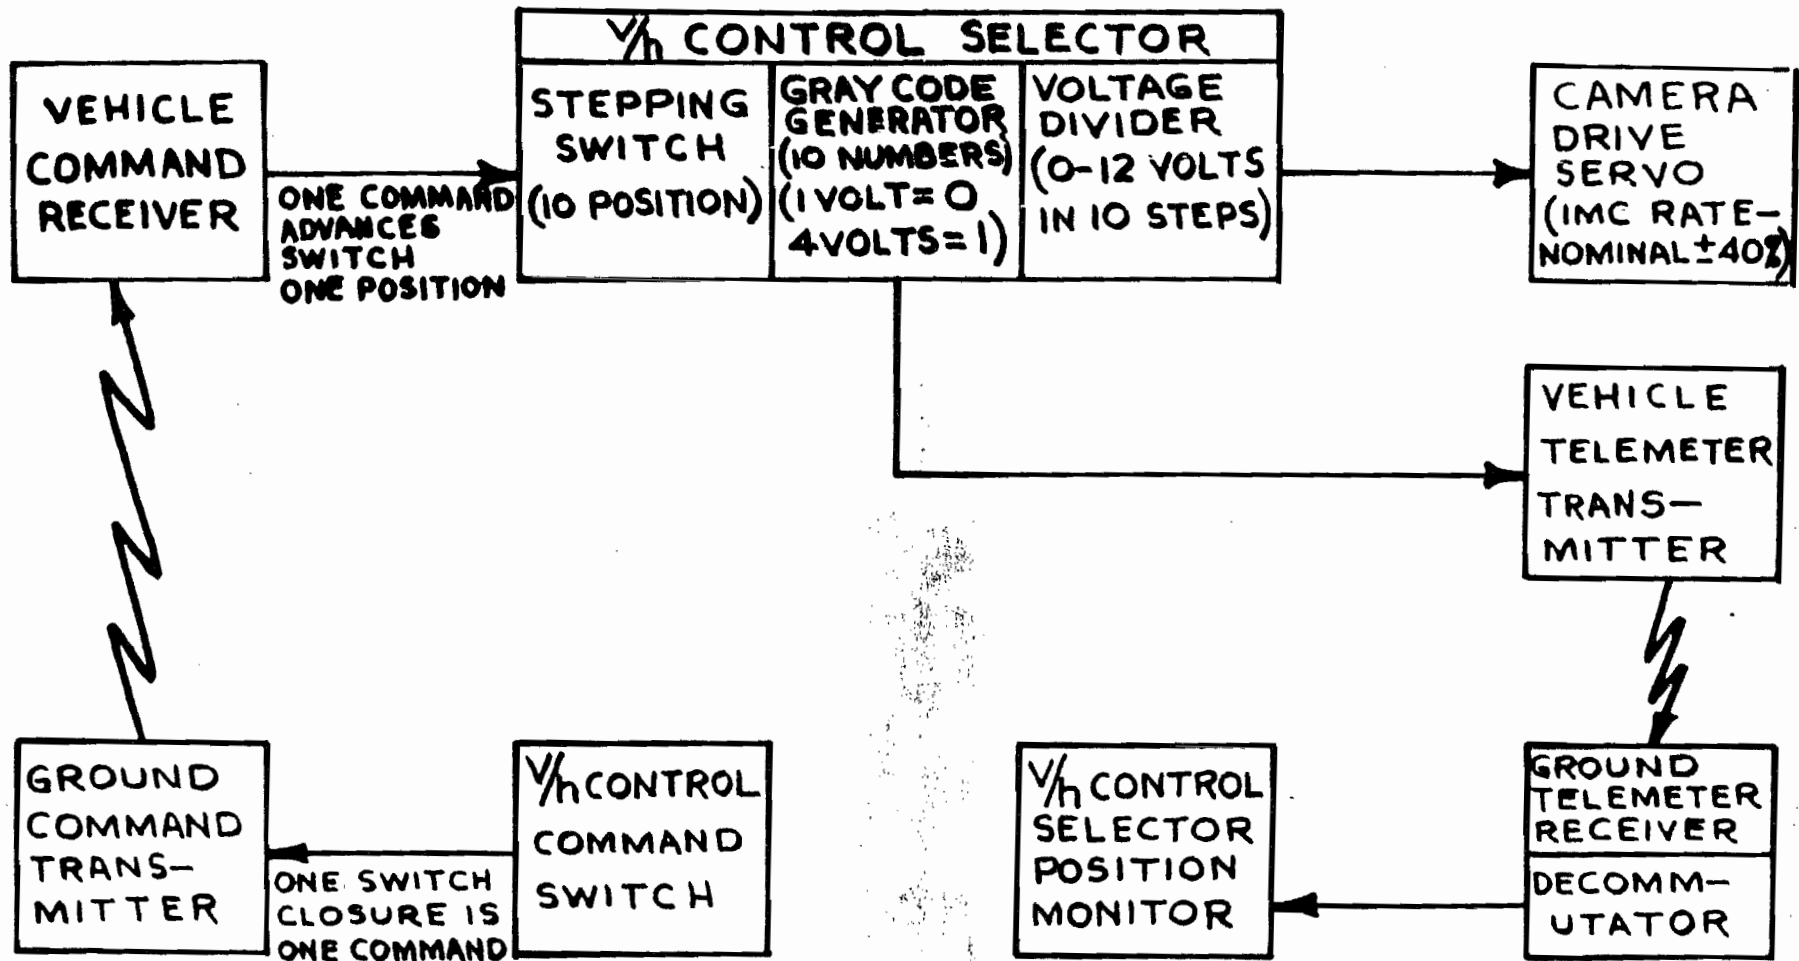 V/h CONTROL SELECTOR
VEHICLE
COMMAND
RECEIVER
ONE COMMAND
ADVANCES
SWITCH
ONE POSITION
STEPPING
SWITCH
(10 POSITION)
GRAY CODE
GENERATOR
(10 NUMBERS)
(1 VOLT = 0
4 VOLTS = 1)
VOLTAGE
DIVIDER
(0-12 VOLTS
IN 10 STEPS)
CAMERA
DRIVE
SERVO
(IMC RATE-
NOMINAL ±40%)
VEHICLE
TELEMETER
TRANS-
MITTER
GROUND
COMMAND
TRANS-
MITTER
ONE SWITCH
CLOSURE IS
ONE COMMAND
V/h CONTROL
COMMAND
SWITCH
V/h CONTROL
SELECTOR
POSITION
MONITOR
GROUND
TELEMETER
RECEIVER
DECOMM-
UTATOR